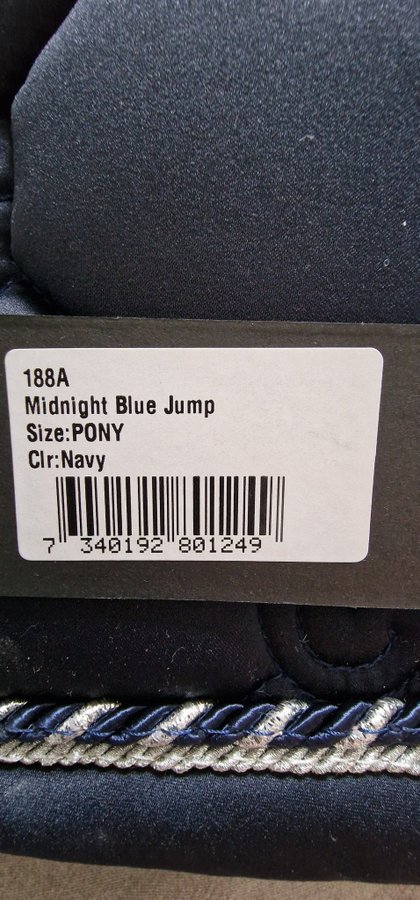 188A
Midnight Blue Jump
Size:PONY
Clr:Navy
7 340192 801249